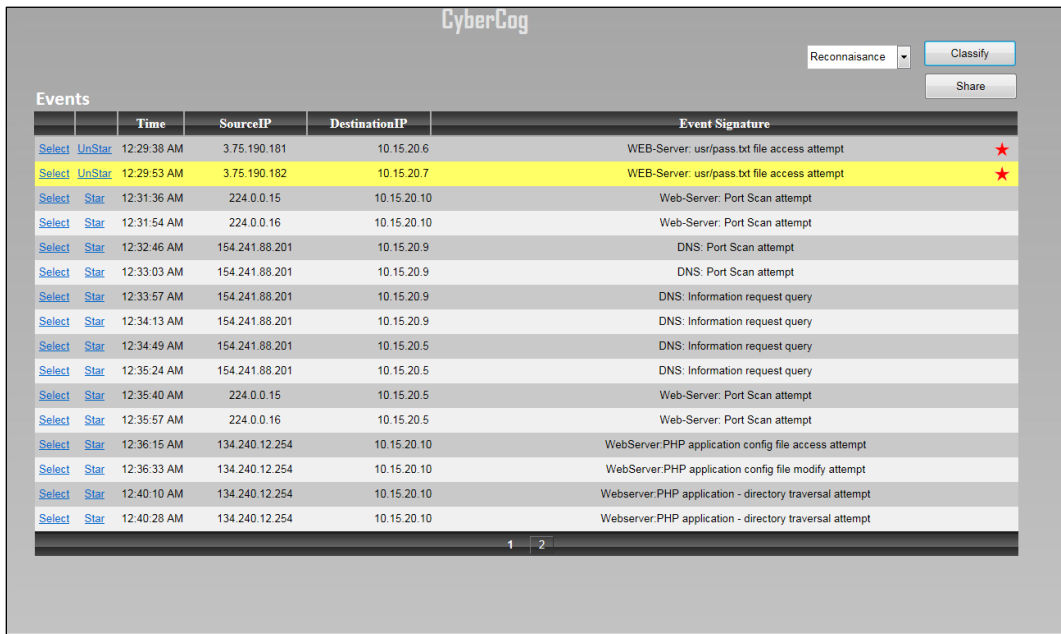 CyberCog
Reconnaisance
Classify
Share
Events
Time SourceIP DestinationIP Event Signature
Select UnStar 12:29:38 AM 3.75.190.181 10.15.20.6 WEB-Server: usr/pass.txt file access attempt
Select UnStar 12:29:53 AM 3.75.190.182 10.15.20.7 WEB-Server: usr/pass.txt file access attempt
Select Star 12:31:36 AM 224.0.0.15 10.15.20.10 Web-Server: Port Scan attempt
Select Star 12:31:54 AM 224.0.0.16 10.15.20.10 Web-Server: Port Scan attempt
Select Star 12:32:46 AM 154.241.88.201 10.15.20.9 DNS: Port Scan attempt
Select Star 12:33:03 AM 154.241.88.201 10.15.20.9 DNS: Port Scan attempt
Select Star 12:33:57 AM 154.241.88.201 10.15.20.9 DNS: Information request query
Select Star 12:34:13 AM 154.241.88.201 10.15.20.9 DNS: Information request query
Select Star 12:34:49 AM 154.241.88.201 10.15.20.5 DNS: Information request query
Select Star 12:35:24 AM 154.241.88.201 10.15.20.5 DNS: Information request query
Select Star 12:35:40 AM 224.0.0.15 10.15.20.5 Web-Server: Port Scan attempt
Select Star 12:35:57 AM 224.0.0.16 10.15.20.5 Web-Server: Port Scan attempt
Select Star 12:36:15 AM 134.240.12.254 10.15.20.10 WebServer:PHP application config file access attempt
Select Star 12:36:33 AM 134.240.12.254 10.15.20.10 WebServer:PHP application config file modify attempt
Select Star 12:40:10 AM 134.240.12.254 10.15.20.10 Webserver:PHP application - directory traversal attempt
Select Star 12:40:28 AM 134.240.12.254 10.15.20.10 Webserver:PHP application - directory traversal attempt
1 2